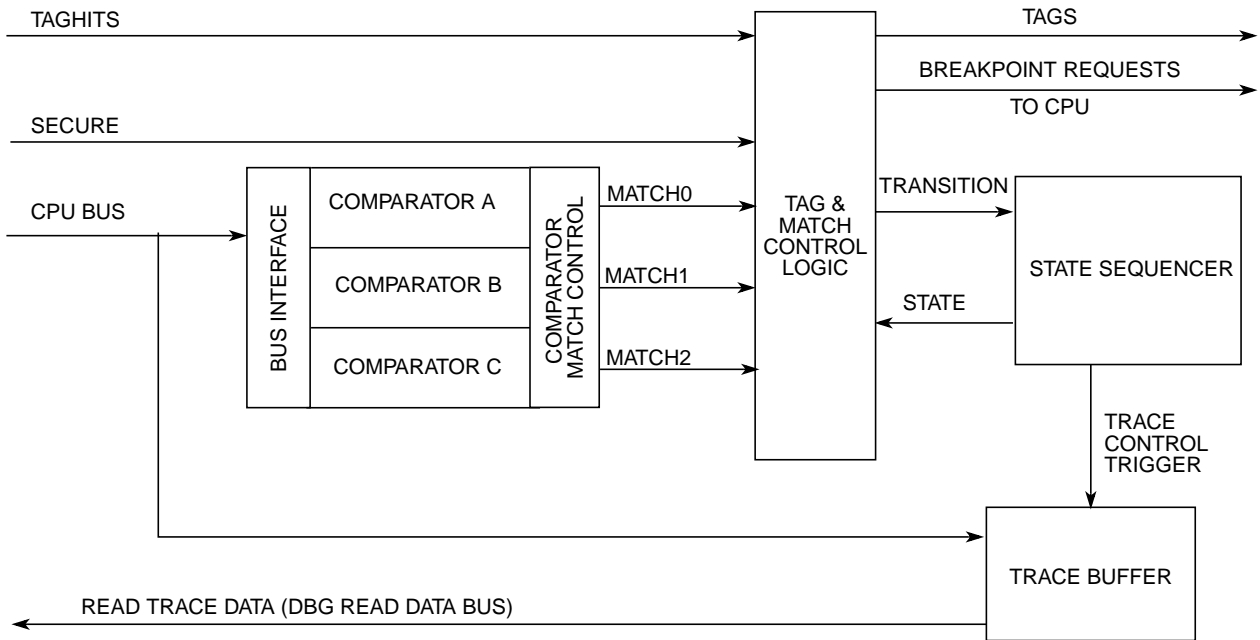 TAGHITS
TAGS
BREAKPOINT REQUESTS
TO CPU
SECURE
CPU BUS
BUS INTERFACE
COMPARATOR A
COMPARATOR B
COMPARATOR C
COMPARATOR
MATCH CONTROL
MATCH0
MATCH1
MATCH2
TAG &
MATCH
CONTROL
LOGIC
TRANSITION
STATE
STATE SEQUENCER
TRACE
CONTROL
TRIGGER
TRACE BUFFER
READ TRACE DATA (DBG READ DATA BUS)